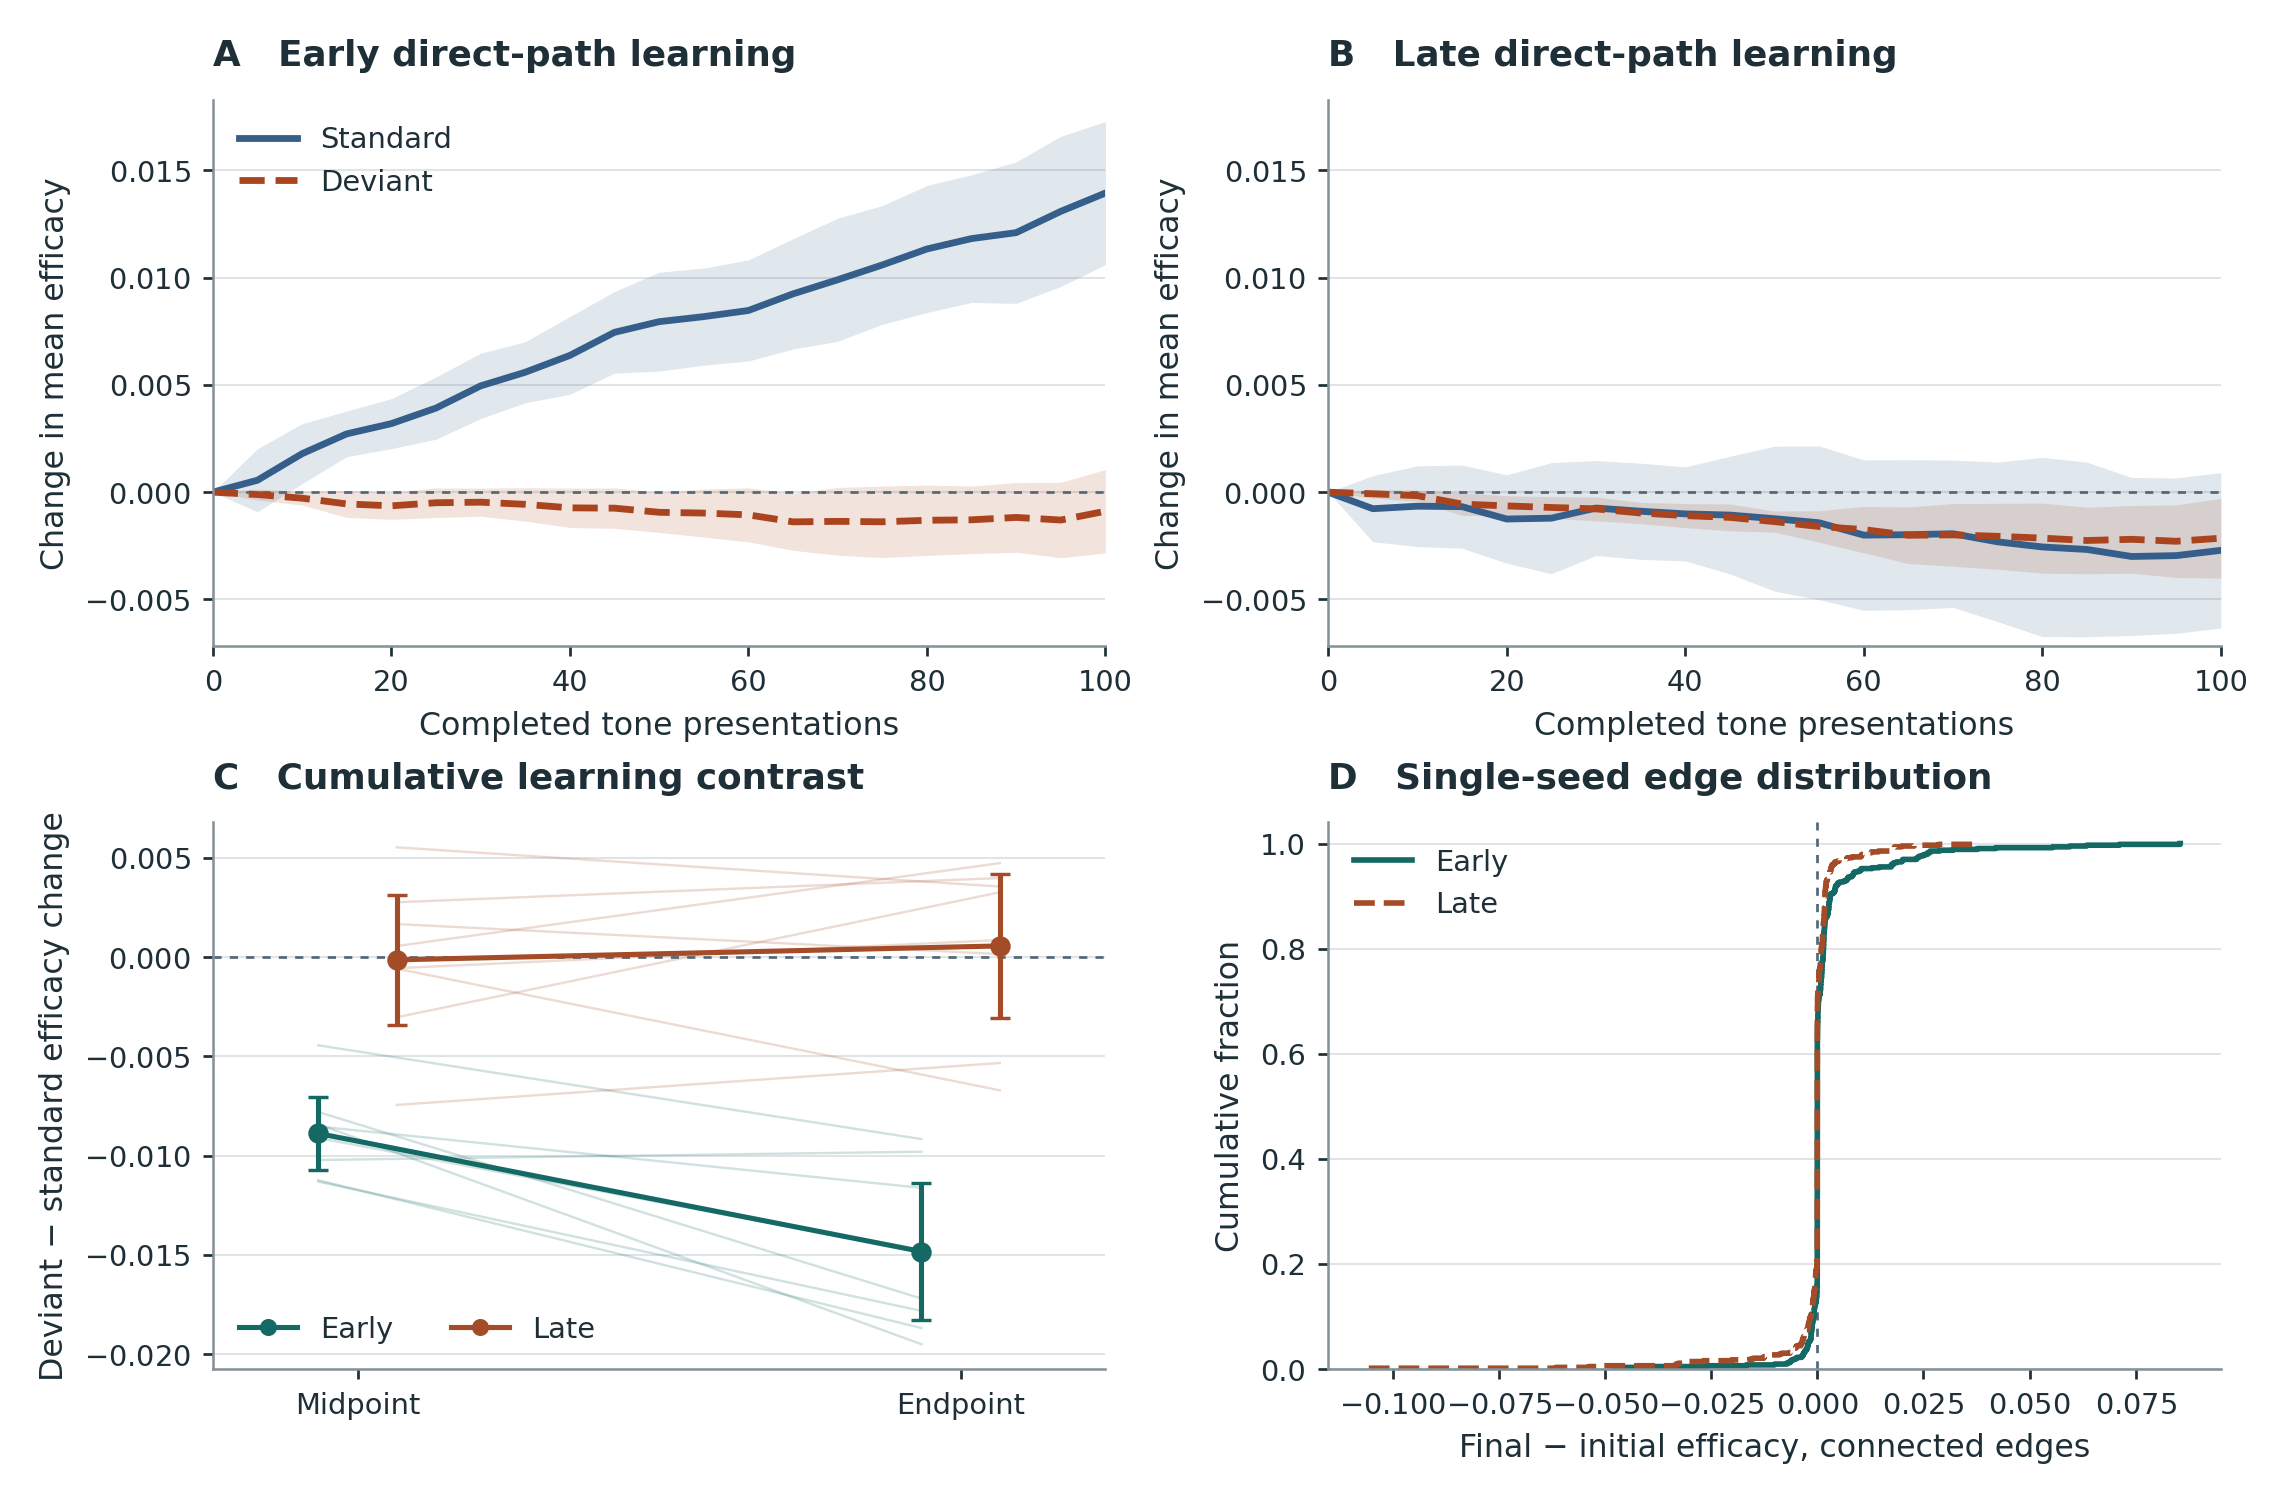 A Early direct-path learning
Standard
Deviant
Change in mean efficacy
0.015
0.010
0.005
0.000
−0.005
0 20 40 60 80 100
Completed tone presentations
B Late direct-path learning
Change in mean efficacy
0.015
0.010
0.005
0.000
−0.005
0 20 40 60 80 100
Completed tone presentations
C Cumulative learning contrast
Deviant − standard efficacy change
0.005
0.000
−0.005
−0.010
−0.015
−0.020
Early Late
Midpoint Endpoint
D Single-seed edge distribution
Early
Late
Cumulative fraction
1.0
0.8
0.6
0.4
0.2
0.0
−0.100 −0.075 −0.050 −0.025 0.000 0.025 0.050 0.075
Final − initial efficacy, connected edges